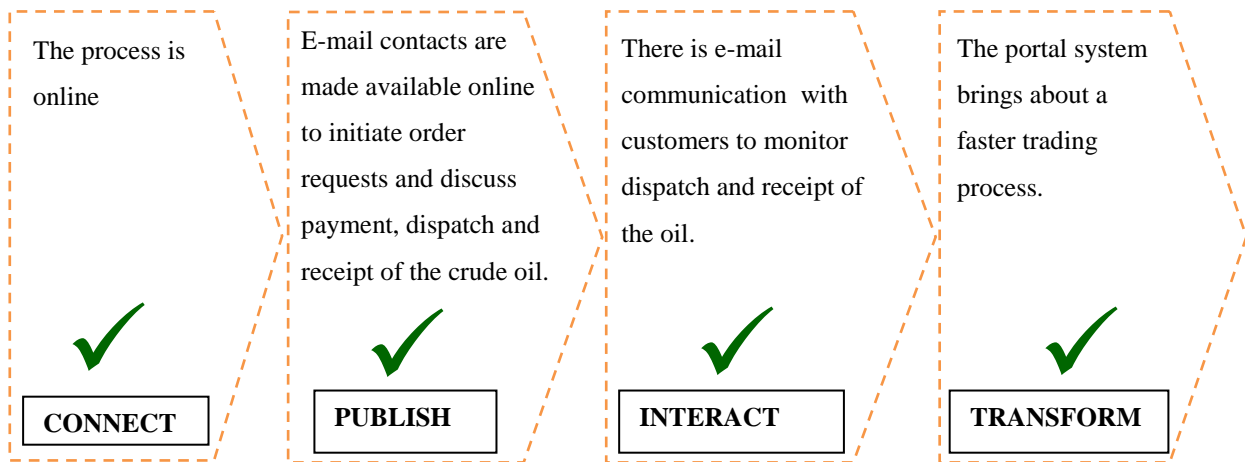 The process is
online
CONNECT
E-mail contacts are
made available online
to initiate order
requests and discuss
payment, dispatch and
receipt of the crude oil.
PUBLISH
There is e-mail
communication with
customers to monitor
dispatch and receipt of
the oil.
INTERACT
The portal system
brings about a
faster trading
process.
TRANSFORM